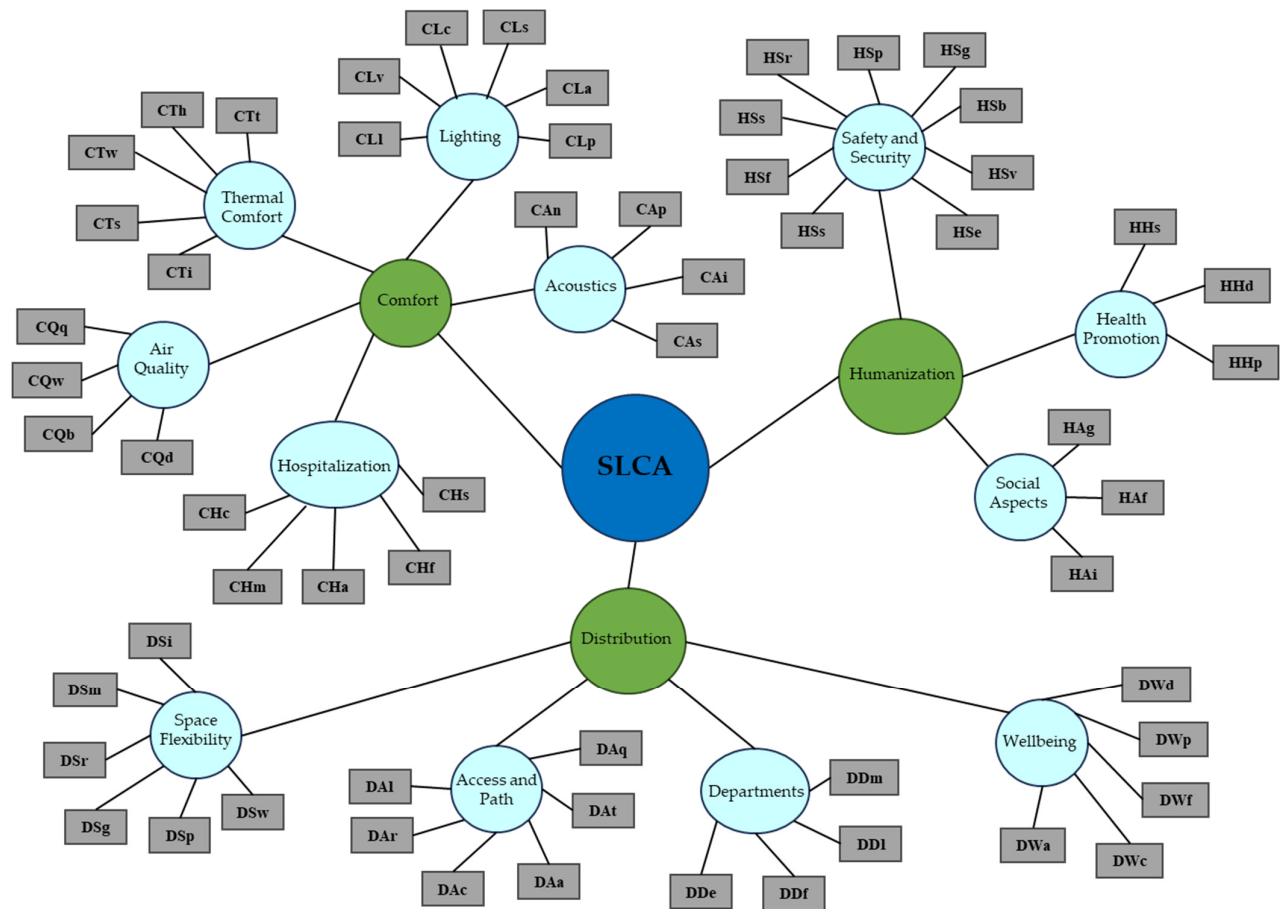 CLc
CLs
CLv
CLa
CLl
CLp
Lighting
CTh
CTt
CTw
CTs
CTi
Thermal
Comfort
CAn
CAp
CAi
CAs
Acoustics
Comfort
CQq
CQw
CQb
CQd
Air
Quality
Hospitalization
CHs
CHc
CHm
CHa
CHf
HSr
HSp
HSg
HSs
HSb
HSf
HSv
HSs
HSe
Safety and
Security
HHs
HHd
HHp
Health
Promotion
Humanization
HAg
HAf
HAi
Social
Aspects
SLCA
Distribution
DSi
DSm
DSr
DSg
DSp
DSw
Space
Flexibility
DAq
DAl
DAt
DAr
DAc
DAa
Access and
Path
DDm
DDl
DDe
DDf
Departments
DWd
DWp
DWf
DWa
DWc
Wellbeing